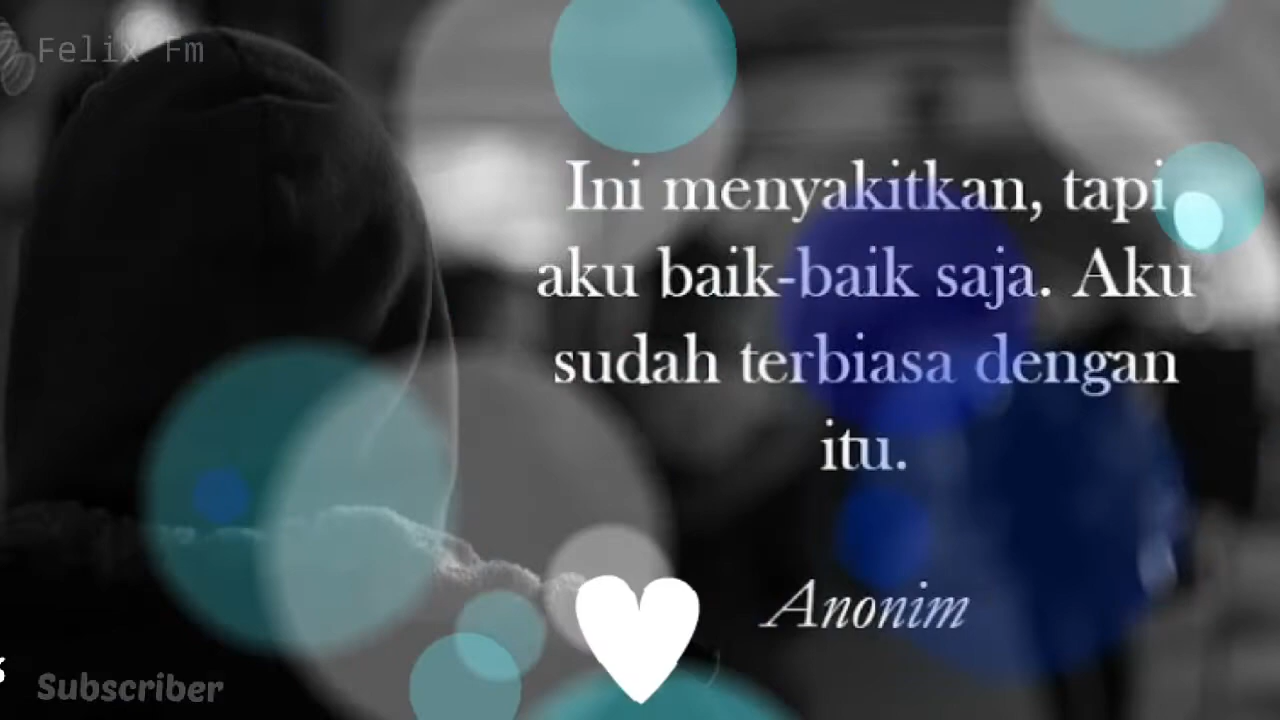 Felix Fm
Ini menyakitkan, tapi
aku baik-baik saja. Aku
sudah terbiasa dengan
itu.
Anonim
Subscriber